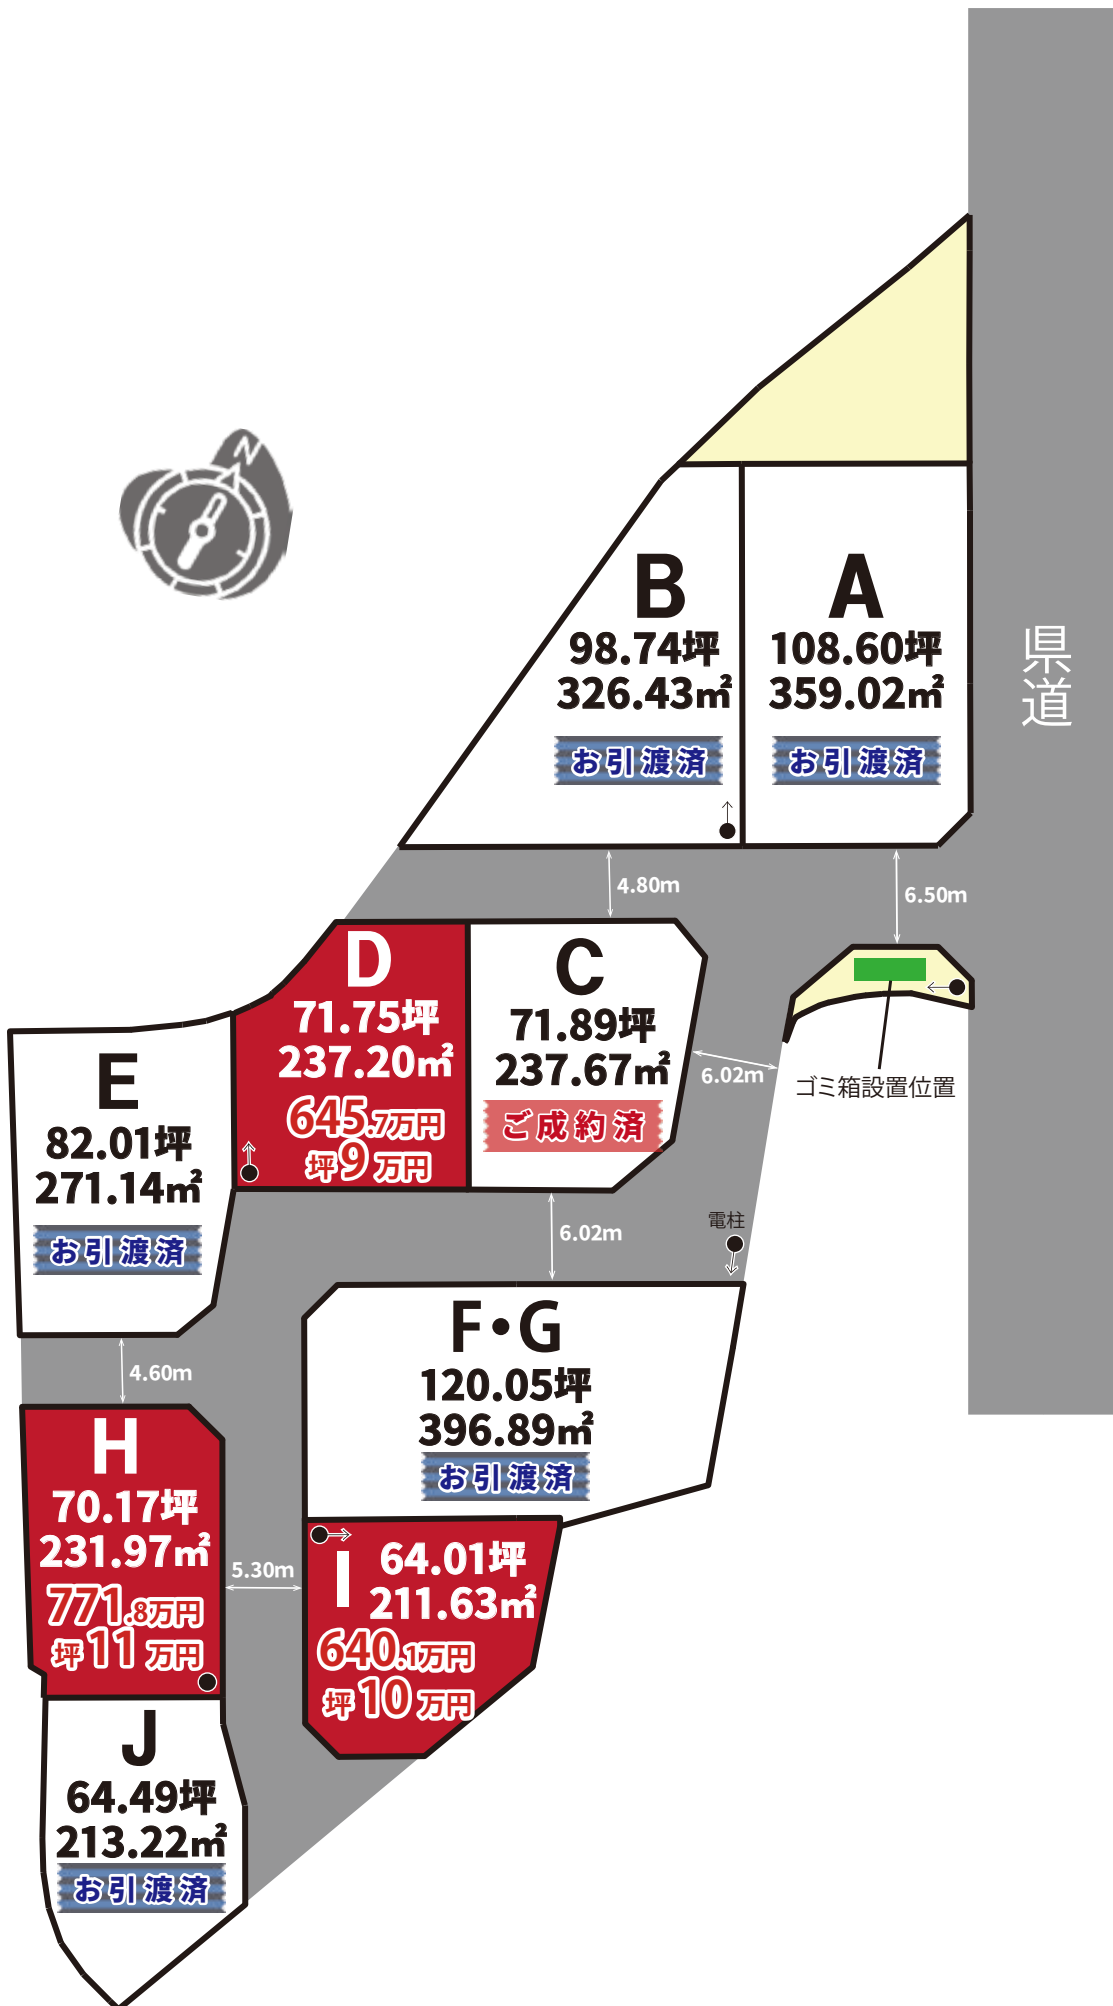 N
県道
B
98.74坪
326.43㎡
お引渡済
A
108.60坪
359.02㎡
お引渡済
4.80m
6.50m
D
71.75坪
237.20㎡
645.7万円
坪9万円
C
71.89坪
237.67㎡
ご成約済
6.02m
ゴミ箱設置位置
E
82.01坪
271.14㎡
お引渡済
6.02m
電柱
4.60m
F・G
120.05坪
396.89㎡
お引渡済
H
70.17坪
231.97㎡
771.8万円
坪11万円
5.30m
I
64.01坪
211.63㎡
640.1万円
坪10万円
J
64.49坪
213.22㎡
お引渡済